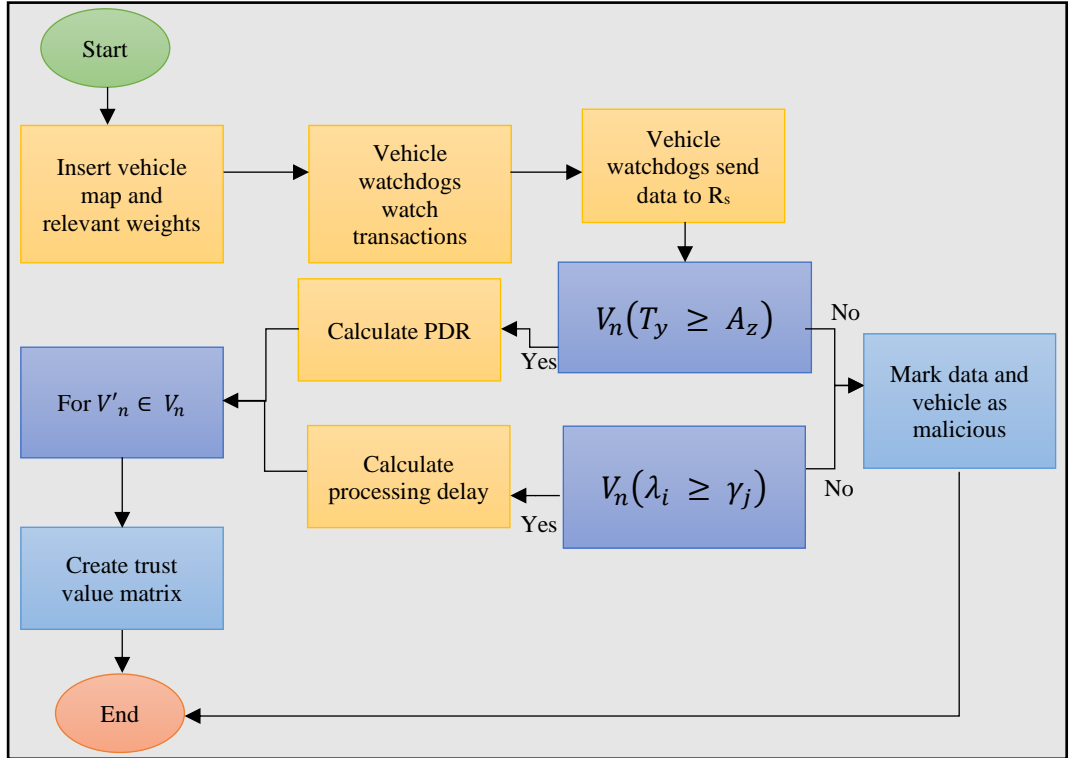 Start
Insert vehicle
map and
relevant weights
Vehicle
watchdogs
watch
transactions
Vehicle
watchdogs send
data to Rₛ
Vₙ(T_y ≥ A_z)
No
Yes
Calculate PDR
Mark data and
vehicle as
malicious
For V'ₙ ∈ Vₙ
Calculate
processing delay
Vₙ(λᵢ ≥ γⱼ)
No
Yes
Create trust
value matrix
End